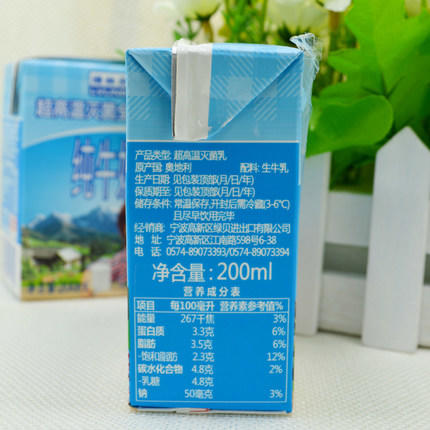 超高温灭菌
纯牛
产品类型: 超高温灭菌乳
原产国: 奥地利 配料: 生牛乳
生产日期: 见包装顶部(月/日/年)
保质期至: 见包装顶部(月/日/年)
储存条件: 常温保存,开封后需冷藏(3-6℃)
且尽早饮用完毕
经销商: 宁波高新区绿贝进出口有限公司
地 址: 宁波高新区江南路598号6-38
电 话: 0574-89073393/0574-89073394
净含量: 200ml
营养成分表
项目 每100毫升 营养素参考值%
能量 267千焦 3%
蛋白质 3.3克 6%
脂肪 3.5克 6%
-饱和脂肪 2.3克 12%
碳水化合物 4.8克 2%
-乳糖 4.8克
钠 50毫克 3%